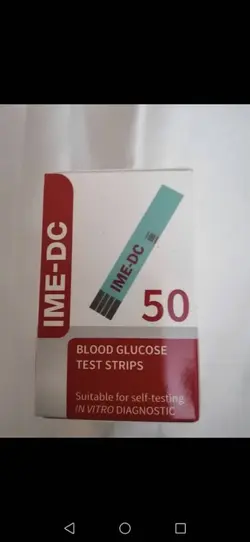 IME-DC
IME-DC
50
BLOOD GLUCOSE
TEST STRIPS
Suitable for self-testing
IN VITRO DIAGNOSTIC